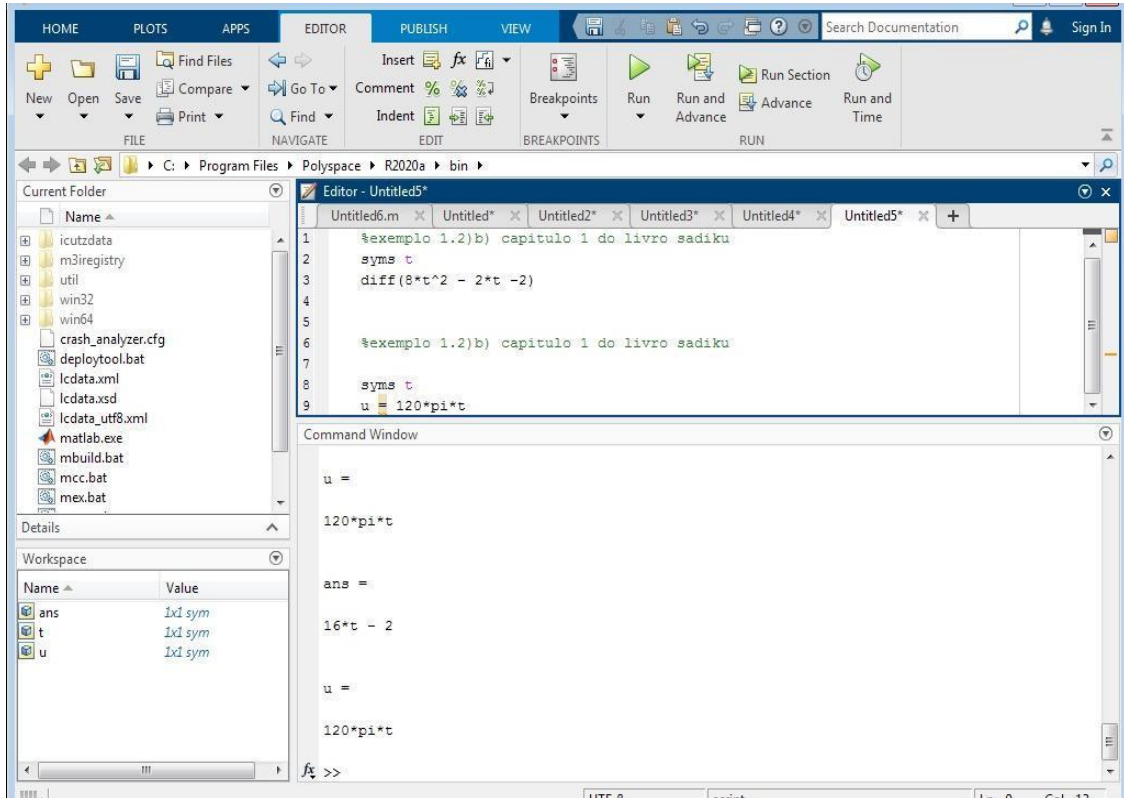 HOME PLOTS APPS EDITOR PUBLISH VIEW Search Documentation Sign In
New Open Save Find Files Compare Print
FILE
Go To Find
NAVIGATE
Insert fx
Comment %
Indent
EDIT
Breakpoints
BREAKPOINTS
Run Run and Advance Run Section Advance Run and Time
RUN
C: Program Files Polyspace R2020a bin
Current Folder
Name
icutzdata
m3iregistry
util
win32
win64
crash_analyzer.cfg
deploytool.bat
lcdata.xml
lcdata.xsd
lcdata_utf8.xml
matlab.exe
mbuild.bat
mcc.bat
mex.bat
Details
Workspace
Name Value
ans 1x1 sym
t 1x1 sym
u 1x1 sym
Editor - Untitled5*
Untitled6.m Untitled* Untitled2* Untitled3* Untitled4* Untitled5* +
1 %exemplo 1.2)b) capitulo 1 do livro sadiku
2 syms t
3 diff(8*t^2 - 2*t -2)
4
5
6 %exemplo 1.2)b) capitulo 1 do livro sadiku
7
8 syms t
9 u = 120*pi*t
Command Window
u =
120*pi*t
ans =
16*t - 2
u =
120*pi*t
fx >>